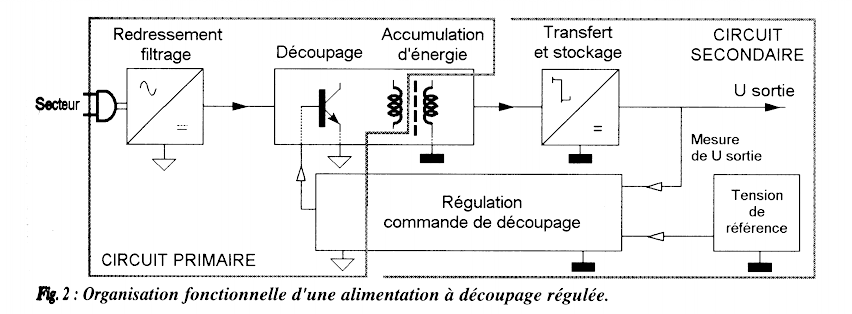 Redressement
filtrage
Découpage
Accumulation
d'énergie
Transfert
et stockage
CIRCUIT
SECONDAIRE
Secteur
U sortie
Mesure
de U sortie
Régulation
commande de découpage
Tension
de
référence
CIRCUIT PRIMAIRE
Fig. 2 : Organisation fonctionnelle d'une alimentation à découpage régulée.